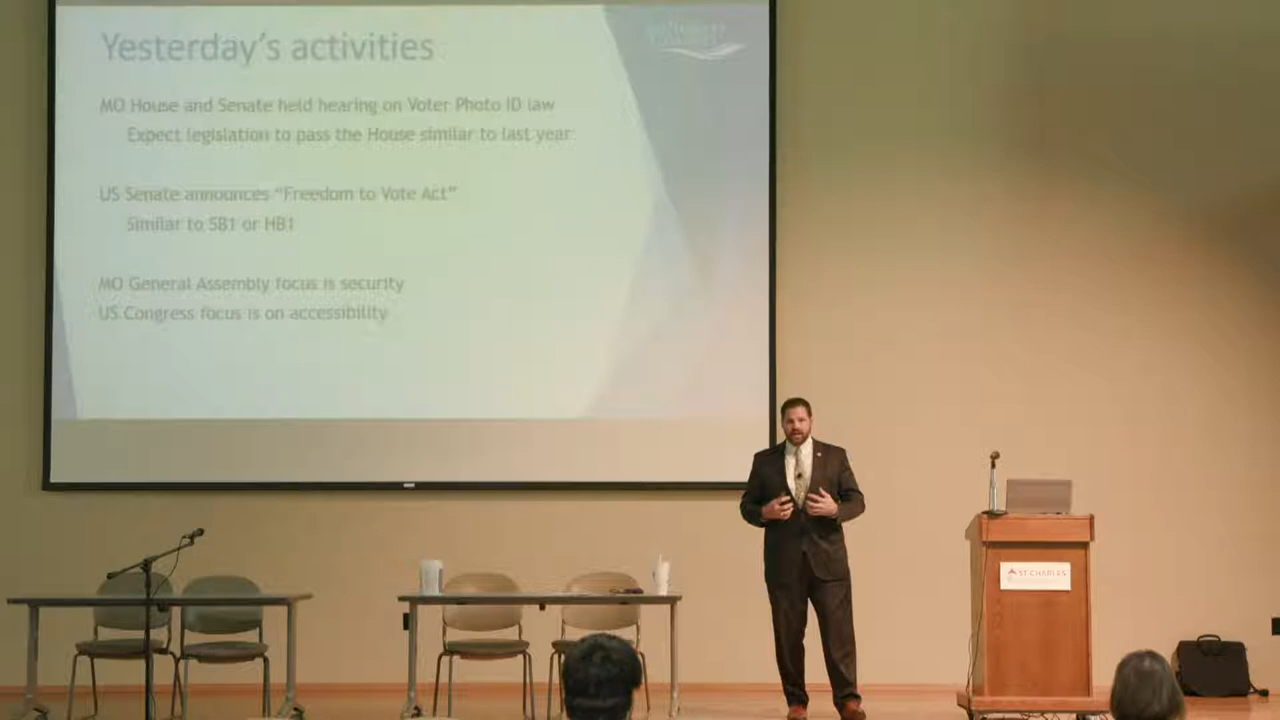 Yesterday's activities
MO House and Senate held hearing on Voter Photo ID law
Expect legislation to pass the House similar to last year
US Senate announces "Freedom to Vote Act"
Similar to SB1 or HB1
MO General Assembly focus is security
US Congress focus is on accessibility
ST. CHARLES